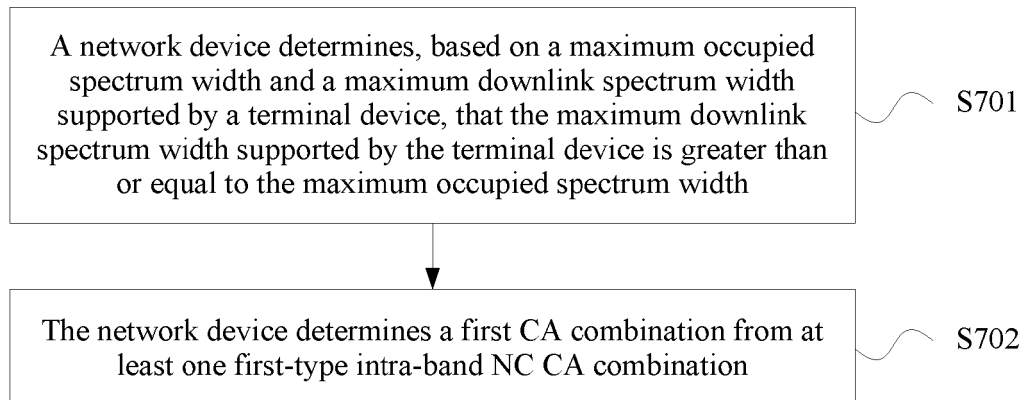 A network device determines, based on a maximum occupied
spectrum width and a maximum downlink spectrum width
supported by a terminal device, that the maximum downlink
spectrum width supported by the terminal device is greater than
or equal to the maximum occupied spectrum width
S701
The network device determines a first CA combination from at
least one first-type intra-band NC CA combination
S702